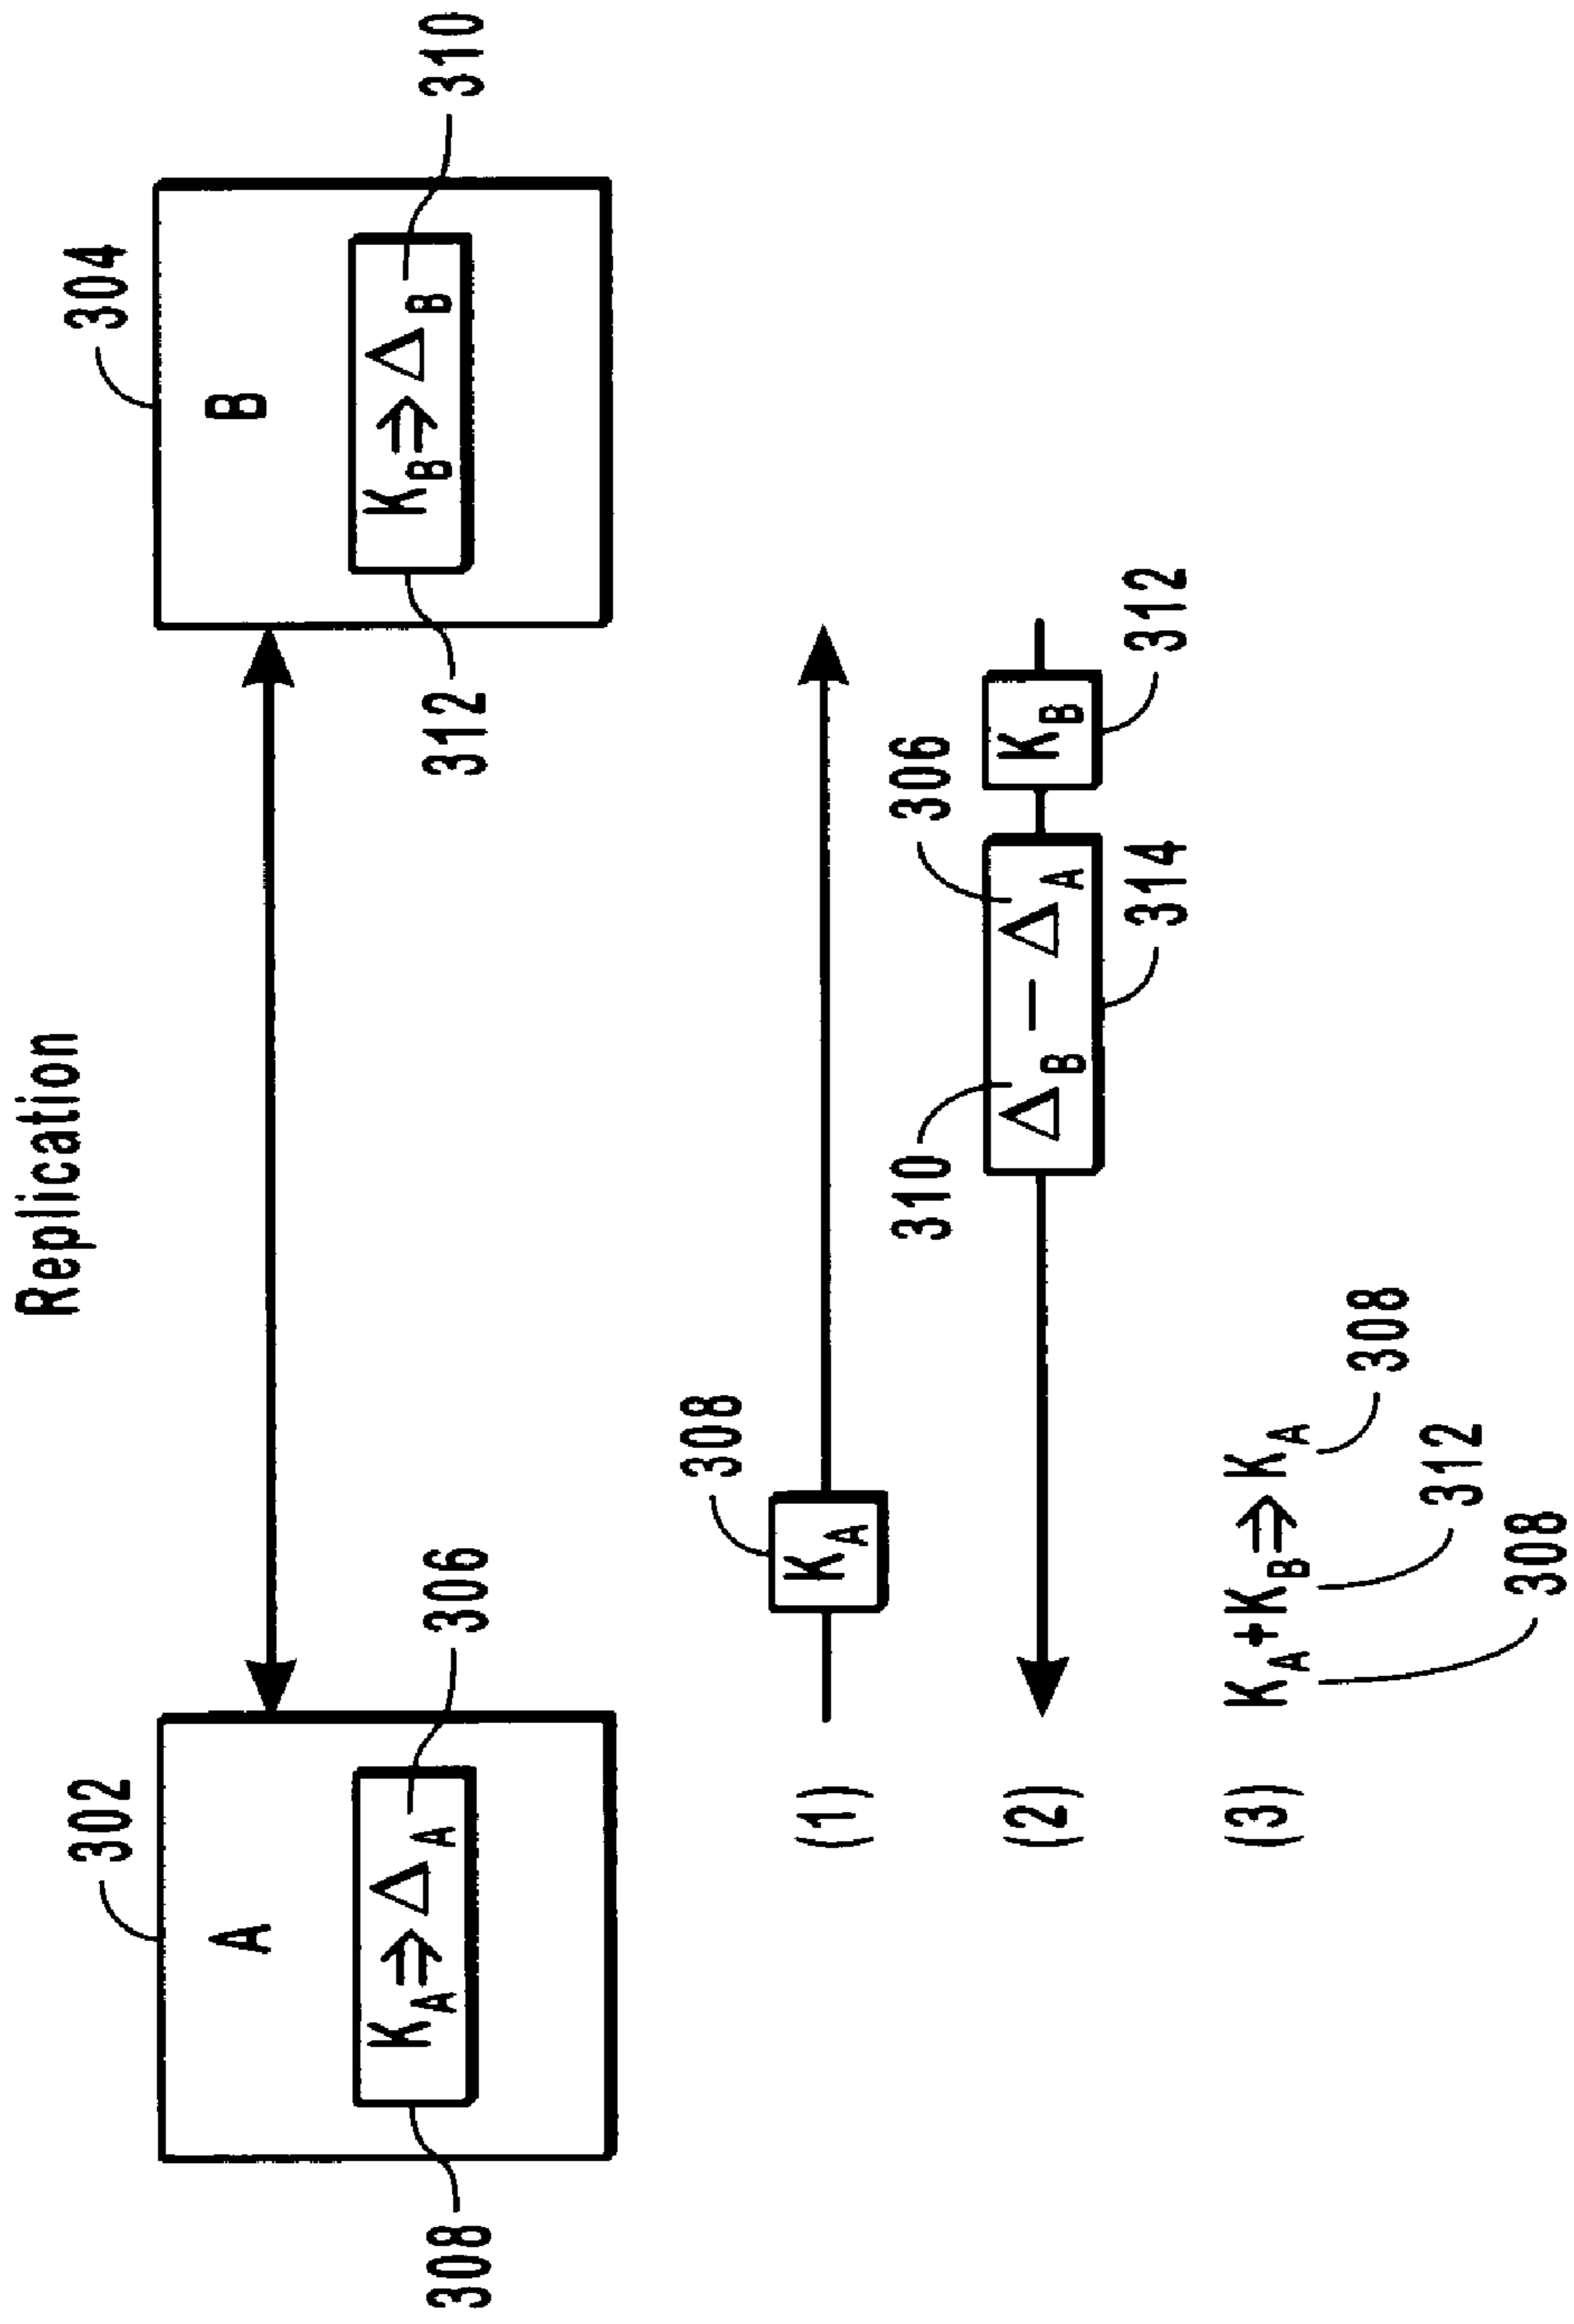 Replication
302
304
A
B
K_A ⇒ Δ_A
K_B ⇒ Δ_B
308
306
312
310
308
(1)
K_A
310
306
(2)
Δ_B − Δ_A
K_B
314
312
(3)
K_A + K_B ⇒ K_A
308
312
308